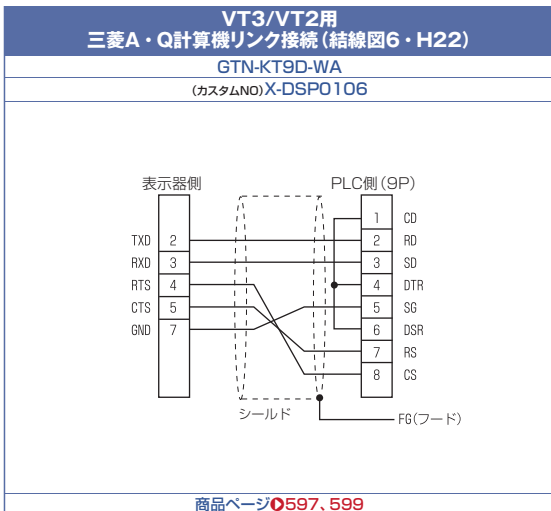 VT3/VT2用
三菱A・Q計算機リンク接続(結線図6・H22)
GTN-KT9D-WA
(カスタムNO)X-DSP0106
表示器側 PLC側(9P)
1 CD
TXD 2 2 RD
RXD 3 3 SD
RTS 4 4 DTR
CTS 5 5 SG
GND 7 6 DSR
7 RS
8 CS
シールド
FG(フード)
商品ページ597、599